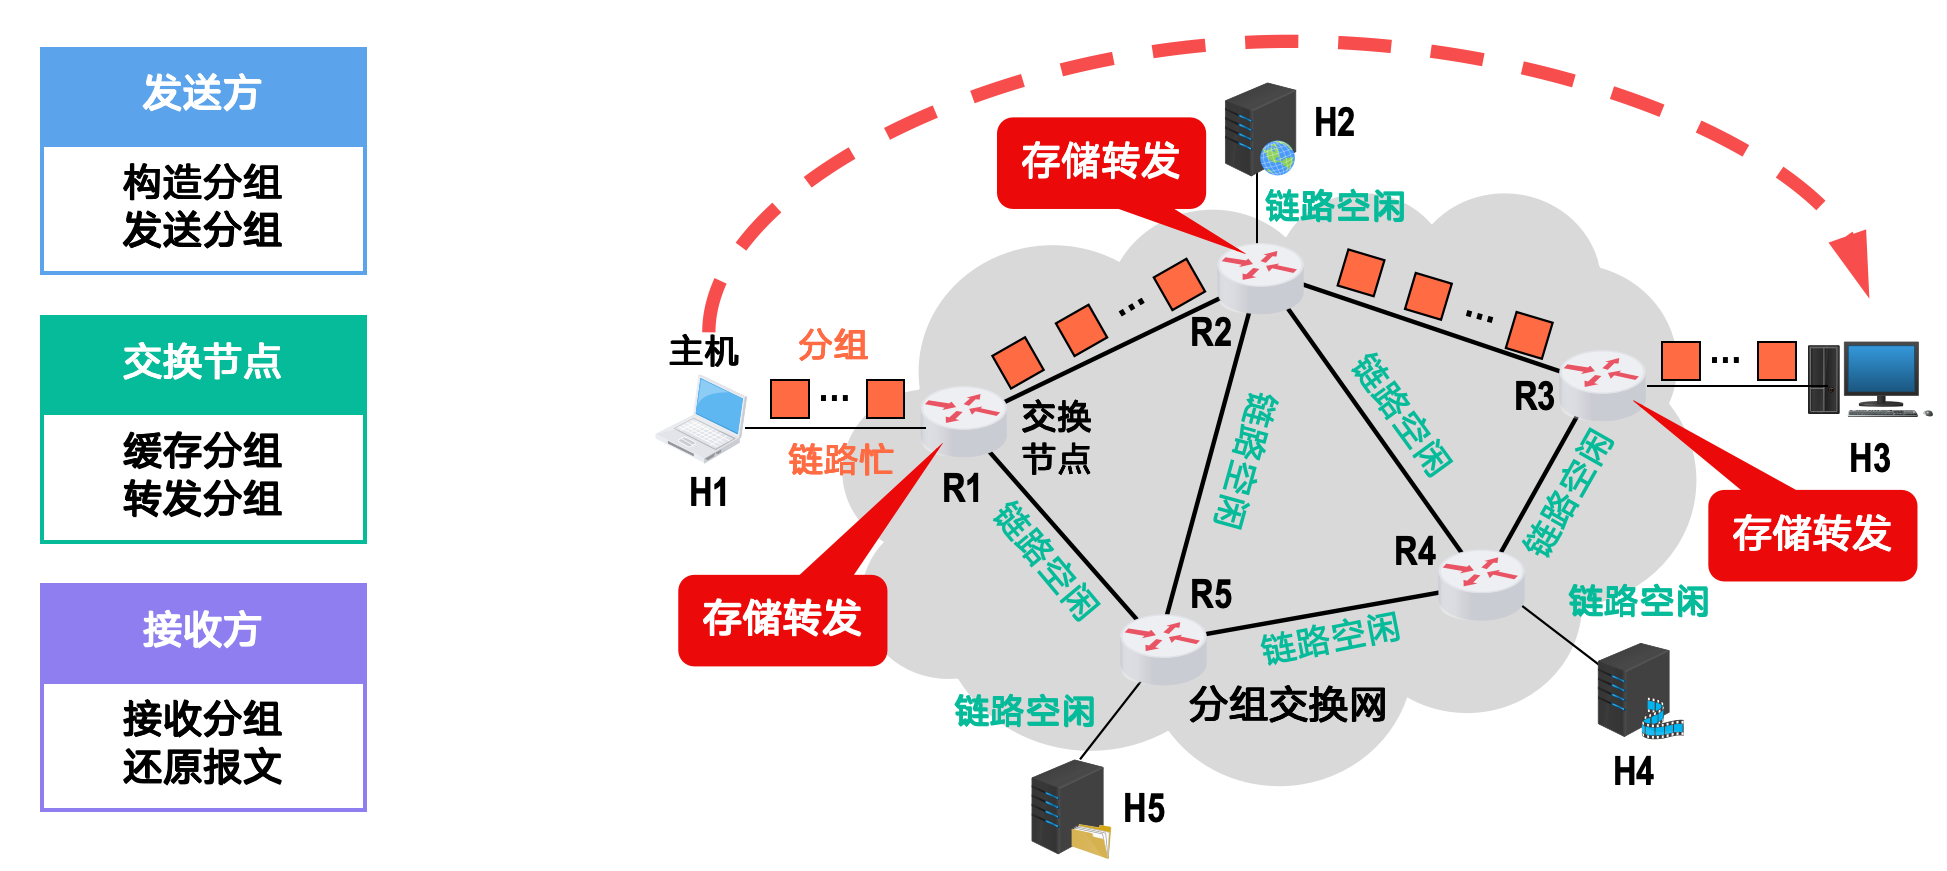 发送方
构造分组
发送分组
交换节点
缓存分组
转发分组
接收方
接收分组
还原报文
H2
存储转发
链路空闲
主机
分组
...
...
...
...
R2
R3
链路忙
H1
R1
交换
节点
H3
链路空闲
链路空闲
链路空闲
链路空闲
存储转发
存储转发
R4
R5
链路空闲
链路空闲
链路空闲
分组交换网
H4
H5